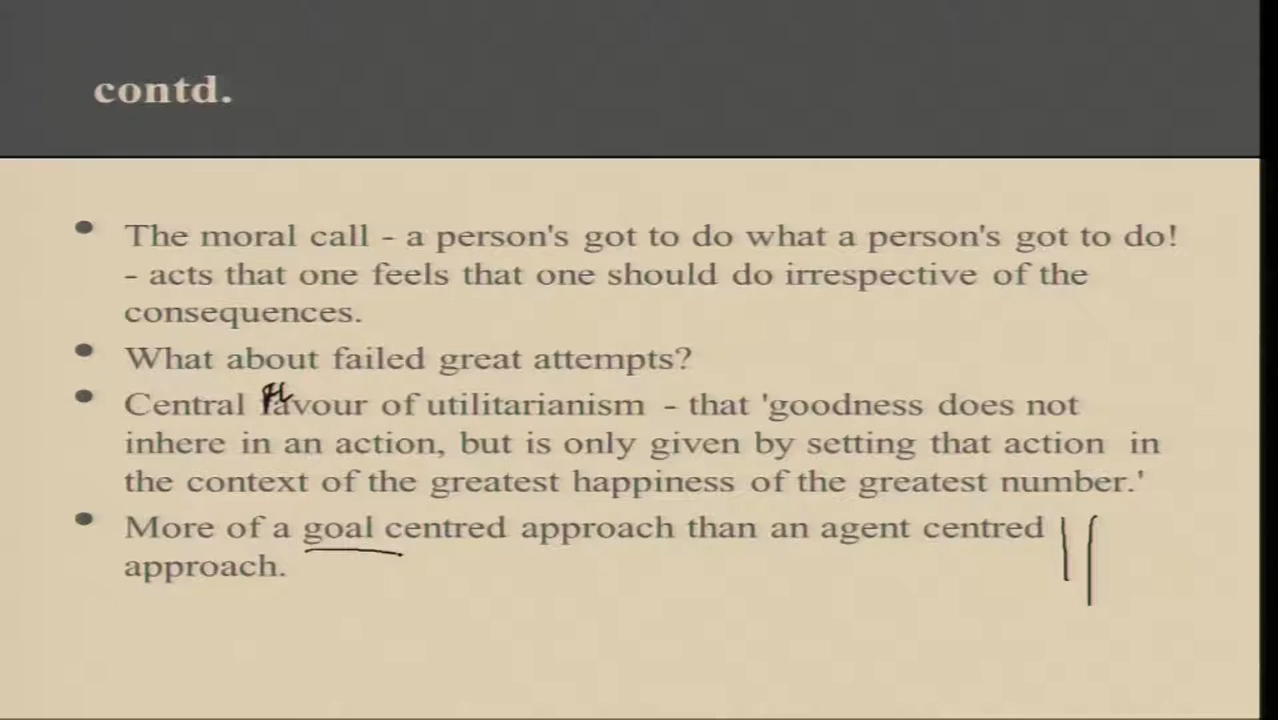 contd.
• The moral call - a person's got to do what a person's got to do!
- acts that one feels that one should do irrespective of the
consequences.
• What about failed great attempts?
• Central flavour of utilitarianism - that 'goodness does not
inhere in an action, but is only given by setting that action in
the context of the greatest happiness of the greatest number.'
• More of a goal centred approach than an agent centred
approach.